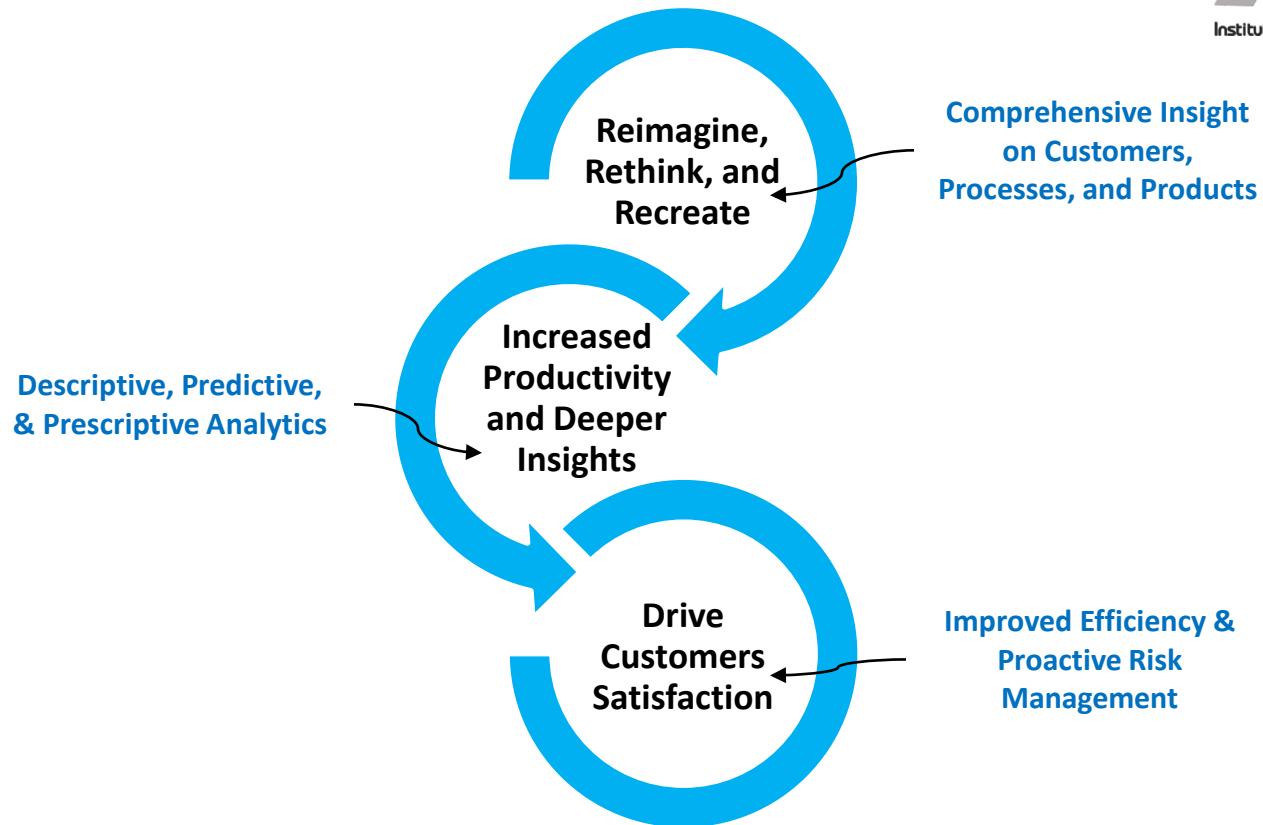 Institu
Reimagine,
Rethink, and
Recreate
Comprehensive Insight
on Customers,
Processes, and Products
Increased
Productivity
and Deeper
Insights
Descriptive, Predictive,
& Prescriptive Analytics
Drive
Customers
Satisfaction
Improved Efficiency &
Proactive Risk
Management